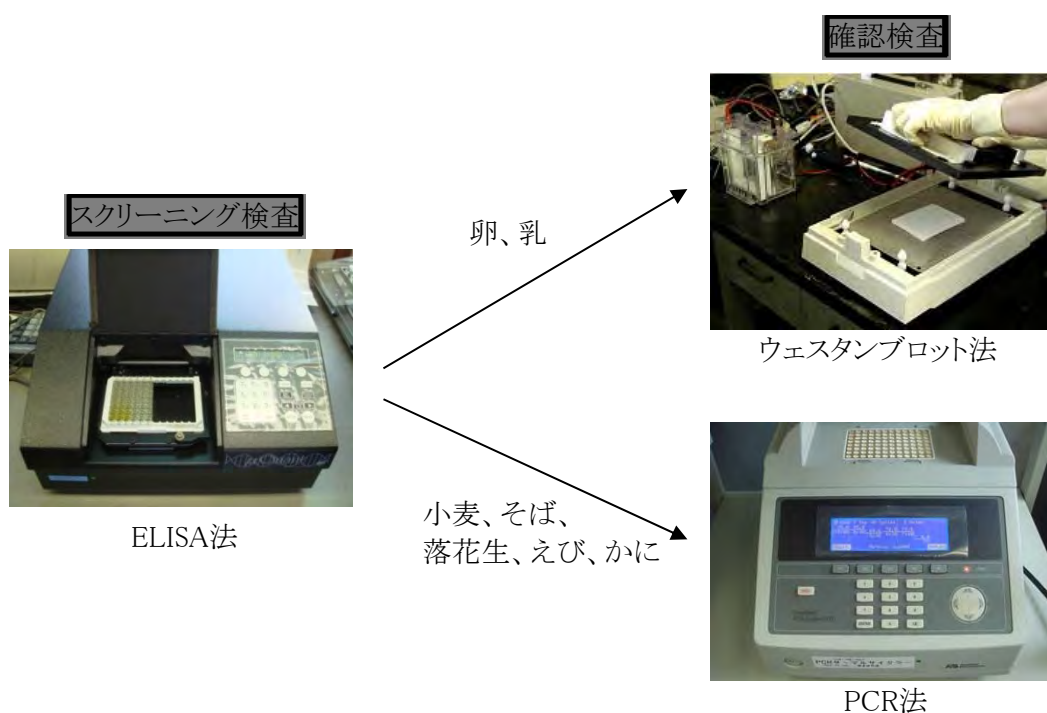 確認検査
スクリーニング検査
卵、乳
ウェスタンブロット法
ELISA法
小麦、そば、
落花生、えび、かに
PCR法